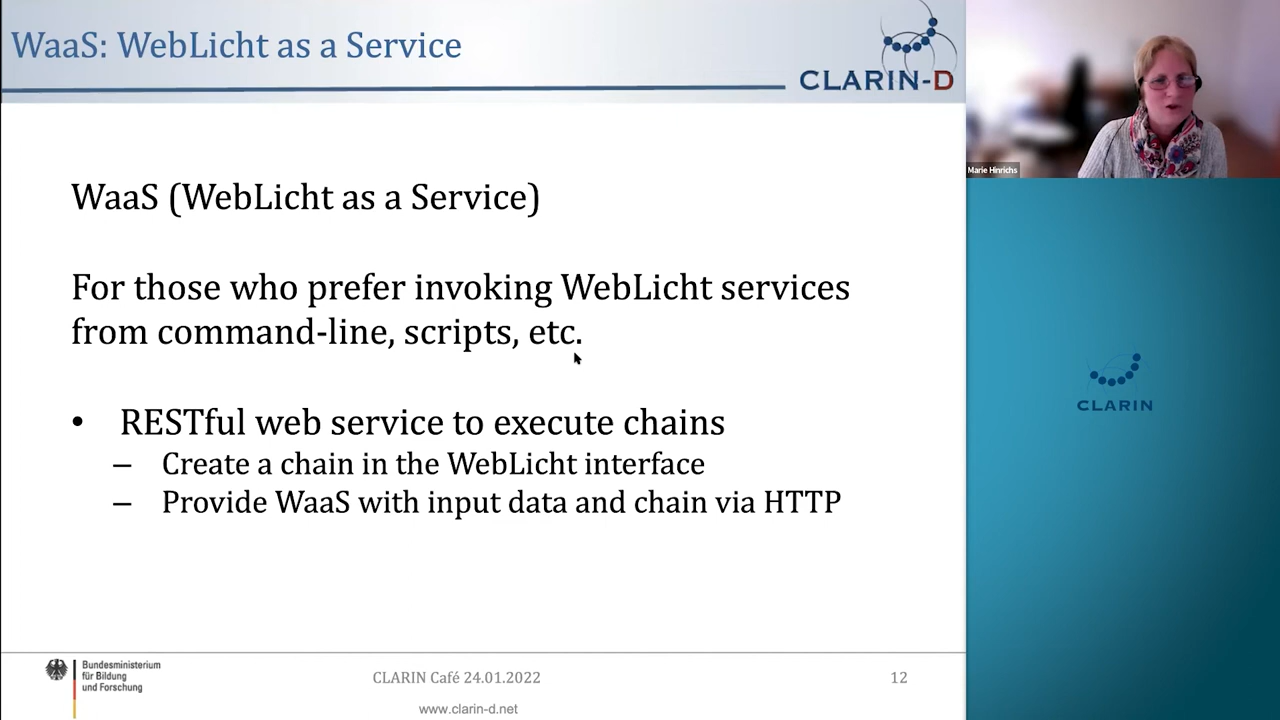 WaaS: WebLicht as a Service
CLARIN-D
Marie Hinrichs
WaaS (WebLicht as a Service)
For those who prefer invoking WebLicht services
from command-line, scripts, etc.
• RESTful web service to execute chains
– Create a chain in the WebLicht interface
– Provide WaaS with input data and chain via HTTP
CLARIN
Bundesministerium
für Bildung
und Forschung
CLARIN Café 24.01.2022
12
www.clarin-d.net